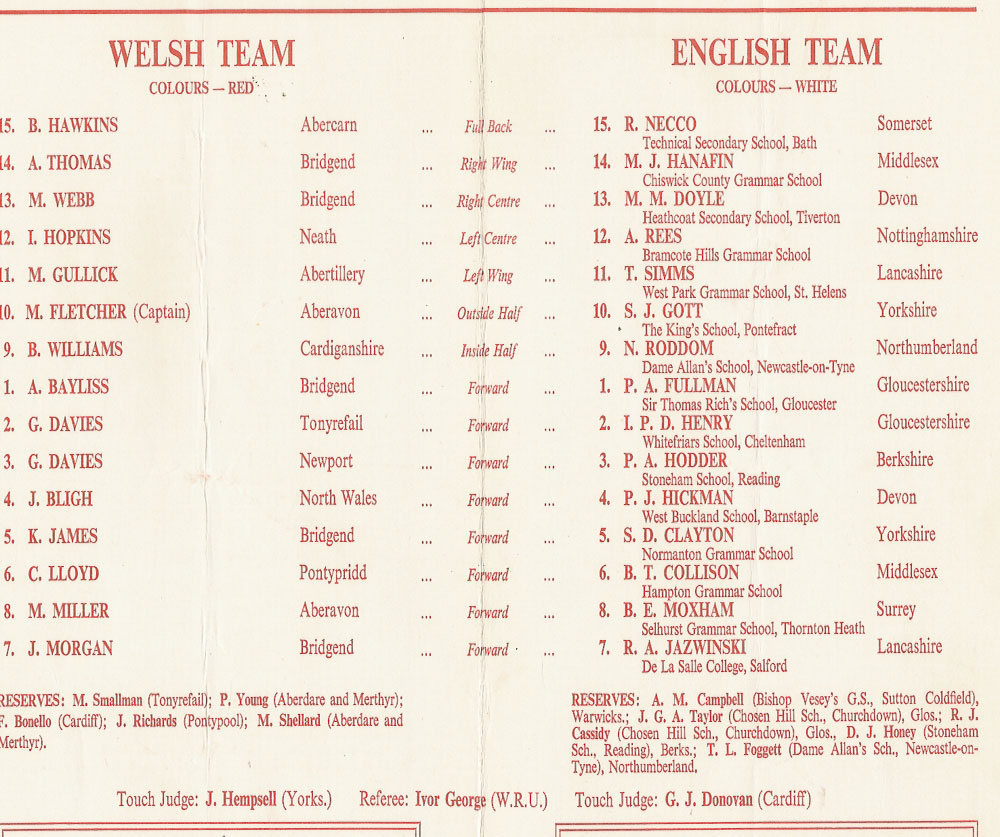 WELSH TEAM
COLOURS — RED
15. B. HAWKINS Abercarn ... Full Back ...
14. A. THOMAS Bridgend ... Right Wing ...
13. M. WEBB Bridgend ... Right Centre ...
12. I. HOPKINS Neath ... Left Centre ...
11. M. GULLICK Abertillery ... Left Wing ...
10. M. FLETCHER (Captain) Aberavon ... Outside Half ...
9. B. WILLIAMS Cardiganshire ... Inside Half ...
1. A. BAYLISS Bridgend ... Forward ...
2. G. DAVIES Tonyrefail ... Forward ...
3. G. DAVIES Newport ... Forward ...
4. J. BLIGH North Wales ... Forward ...
5. K. JAMES Bridgend ... Forward ...
6. C. LLOYD Pontypridd ... Forward ...
8. M. MILLER Aberavon ... Forward ...
7. J. MORGAN Bridgend ... Forward ...
RESERVES: M. Smallman (Tonyrefail); P. Young (Aberdare and Merthyr);
F. Bonello (Cardiff); J. Richards (Pontypool); M. Shellard (Aberdare and
Merthyr).
ENGLISH TEAM
COLOURS — WHITE
15. R. NECCO Somerset
Technical Secondary School, Bath
14. M. J. HANAFIN Middlesex
Chiswick County Grammar School
13. M. M. DOYLE Devon
Heathcoat Secondary School, Tiverton
12. A. REES Nottinghamshire
Bramcote Hills Grammar School
11. T. SIMMS Lancashire
West Park Grammar School, St. Helens
10. S. J. GOTT Yorkshire
The King's School, Pontefract
9. N. RODDOM Northumberland
Dame Allan's School, Newcastle-on-Tyne
1. P. A. FULLMAN Gloucestershire
Sir Thomas Rich's School, Gloucester
2. I. P. D. HENRY Gloucestershire
Whitefriars School, Cheltenham
3. P. A. HODDER Berkshire
Stoneham School, Reading
4. P. J. HICKMAN Devon
West Buckland School, Barnstaple
5. S. D. CLAYTON Yorkshire
Normanton Grammar School
6. B. T. COLLISON Middlesex
Hampton Grammar School
8. B. E. MOXHAM Surrey
Selhurst Grammar School, Thornton Heath
7. R. A. JAZWINSKI Lancashire
De La Salle College, Salford
RESERVES: A. M. Campbell (Bishop Vesey's G.S., Sutton Coldfield),
Warwicks.; J. G. A. Taylor (Chosen Hill Sch., Churchdown), Glos.; R. J.
Cassidy (Chosen Hill Sch., Churchdown), Glos., D. J. Honey (Stoneham
Sch., Reading), Berks.; T. L. Foggett (Dame Allan's Sch., Newcastle-on-
Tyne), Northumberland.
Touch Judge: J. Hempsell (Yorks.) Referee: Ivor George (W.R.U.) Touch Judge: G. J. Donovan (Cardiff)